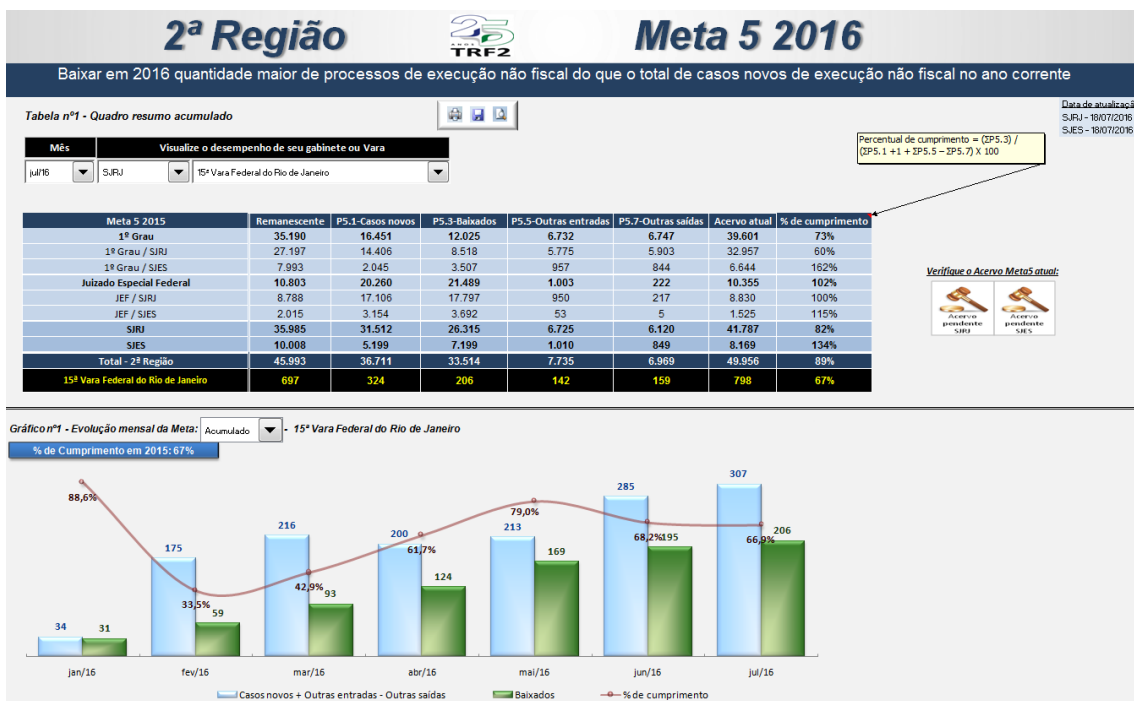 2ª Região
25
ANOS
TRF2
Meta 5 2016
Baixar em 2016 quantidade maior de processos de execução não fiscal do que o total de casos novos de execução não fiscal no ano corrente
Tabela nº1 - Quadro resumo acumulado
Data de atualizaçã
SJRJ - 18/07/2016
SJES - 18/07/2016
Percentual de cumprimento = (ΣP5.3) /
(ΣP5.1 +1 + ΣP5.5 – ΣP5.7) X 100
Mês Visualize o desempenho de seu gabinete ou Vara
jul/16 SJRJ 15ª Vara Federal do Rio de Janeiro
Meta 5 2015 Remanescente P5.1-Casos novos P5.3-Baixados P5.5-Outras entradas P5.7-Outras saídas Acervo atual % de cumprimento
1º Grau 35.190 16.451 12.025 6.732 6.747 39.601 73%
1º Grau / SJRJ 27.197 14.406 8.518 5.775 5.903 32.957 60%
1º Grau / SJES 7.993 2.045 3.507 957 844 6.644 162%
Juizado Especial Federal 10.803 20.260 21.489 1.003 222 10.355 102%
JEF / SJRJ 8.788 17.106 17.797 950 217 8.830 100%
JEF / SJES 2.015 3.154 3.692 53 5 1.525 115%
SJRJ 35.985 31.512 26.315 6.725 6.120 41.787 82%
SJES 10.008 5.199 7.199 1.010 849 8.169 134%
Total - 2ª Região 45.993 36.711 33.514 7.735 6.969 49.956 89%
15ª Vara Federal do Rio de Janeiro 697 324 206 142 159 798 67%
Verifique o Acervo Meta5 atual:
Acervo pendente SJRJ
Acervo pendente SJES
Gráfico nº1 - Evolução mensal da Meta: Acumulado - 15ª Vara Federal do Rio de Janeiro
% de Cumprimento em 2015: 67%
34 31 88,6%
175 59 33,5%
216 93 42,9%
200 124 61,7%
213 169 79,0%
285 195 68,2%
307 206 66,9%
jan/16 fev/16 mar/16 abr/16 mai/16 jun/16 jul/16
Casos novos + Outras entradas - Outras saídas Baixados % de cumprimento